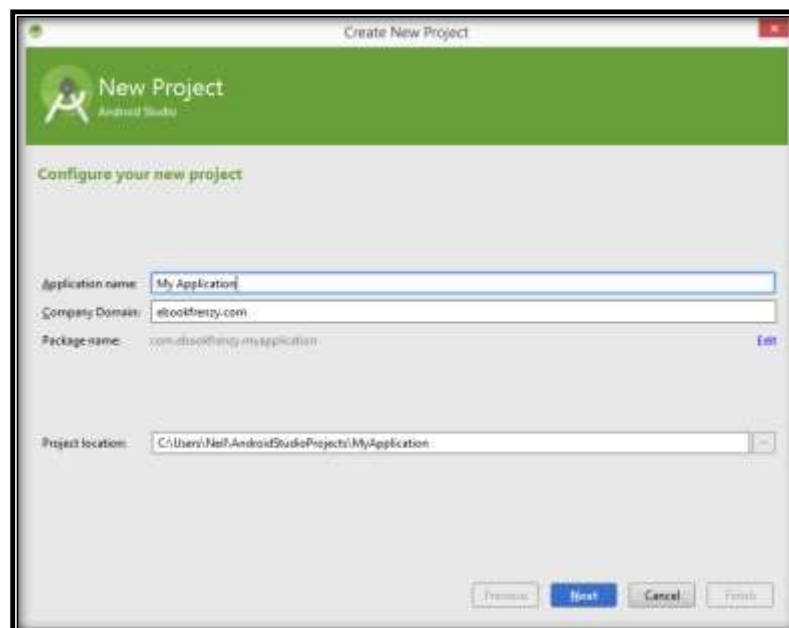 Create New Project
New Project
Android Studio
Configure your new project
Application name: My Application
Company Domain: ebookfrenzy.com
Package name: com.ebookfrenzy.myapplication Edit
Project location: C:\Users\Neil\AndroidStudioProjects\MyApplication ...
Previous Next Cancel Finish